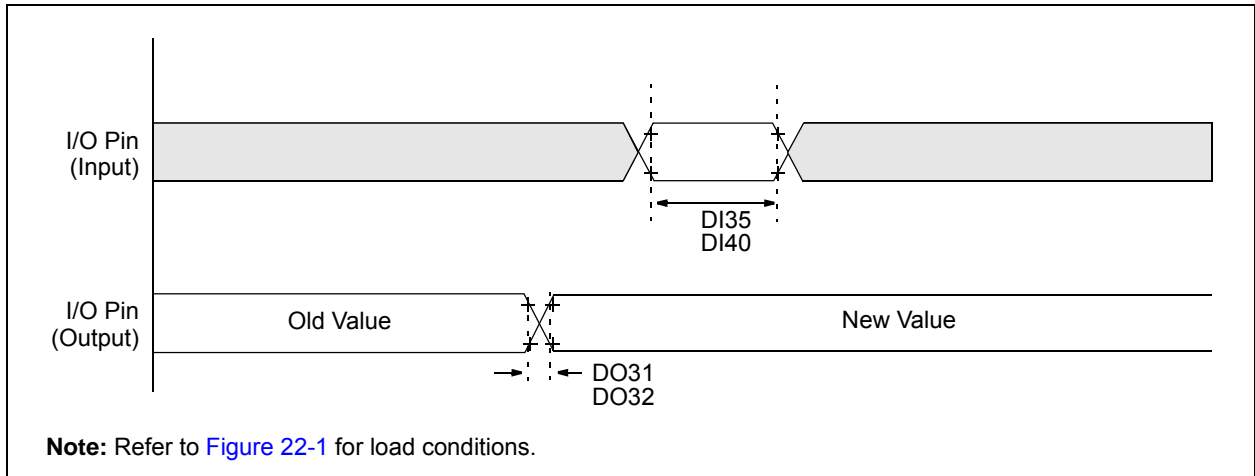 I/O Pin
(Input)
DI35
DI40
I/O Pin
(Output)
Old Value
New Value
DO31
DO32
Note: Refer to Figure 22-1 for load conditions.